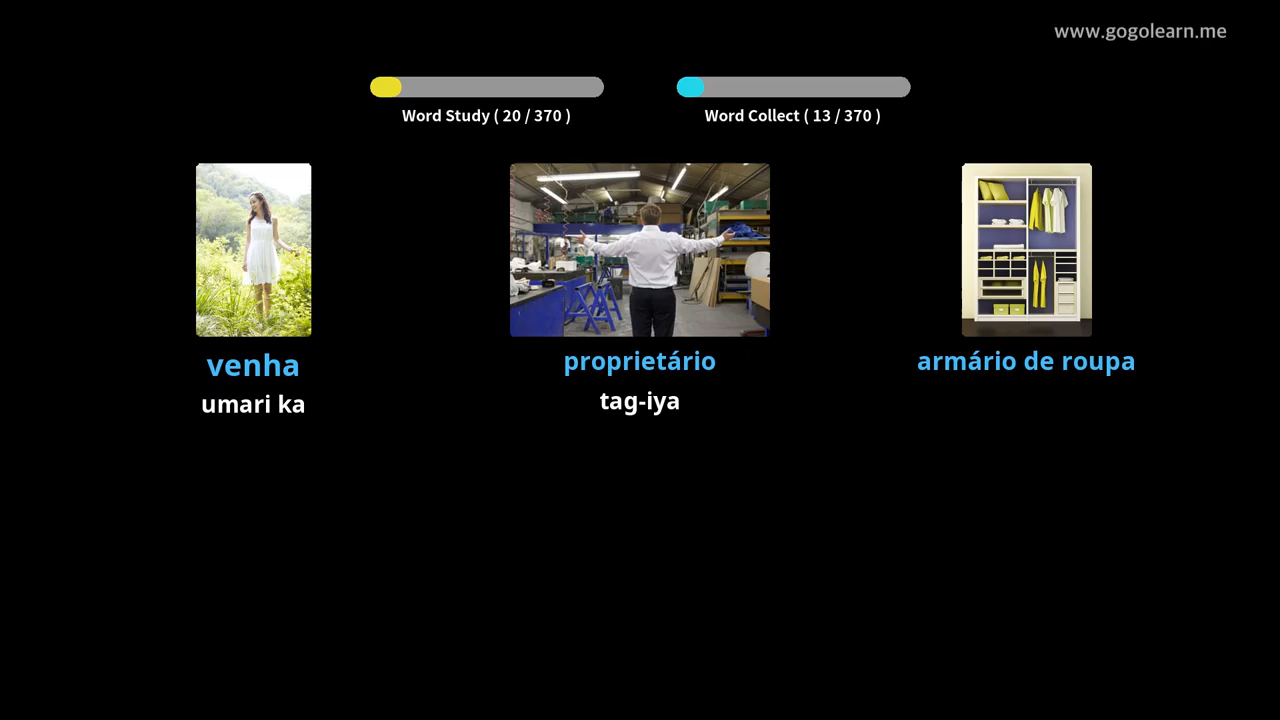 www.gogolearn.me
Word Study ( 20 / 370 )
Word Collect ( 13 / 370 )
venha
umari ka
proprietário
tag-iya
armário de roupa